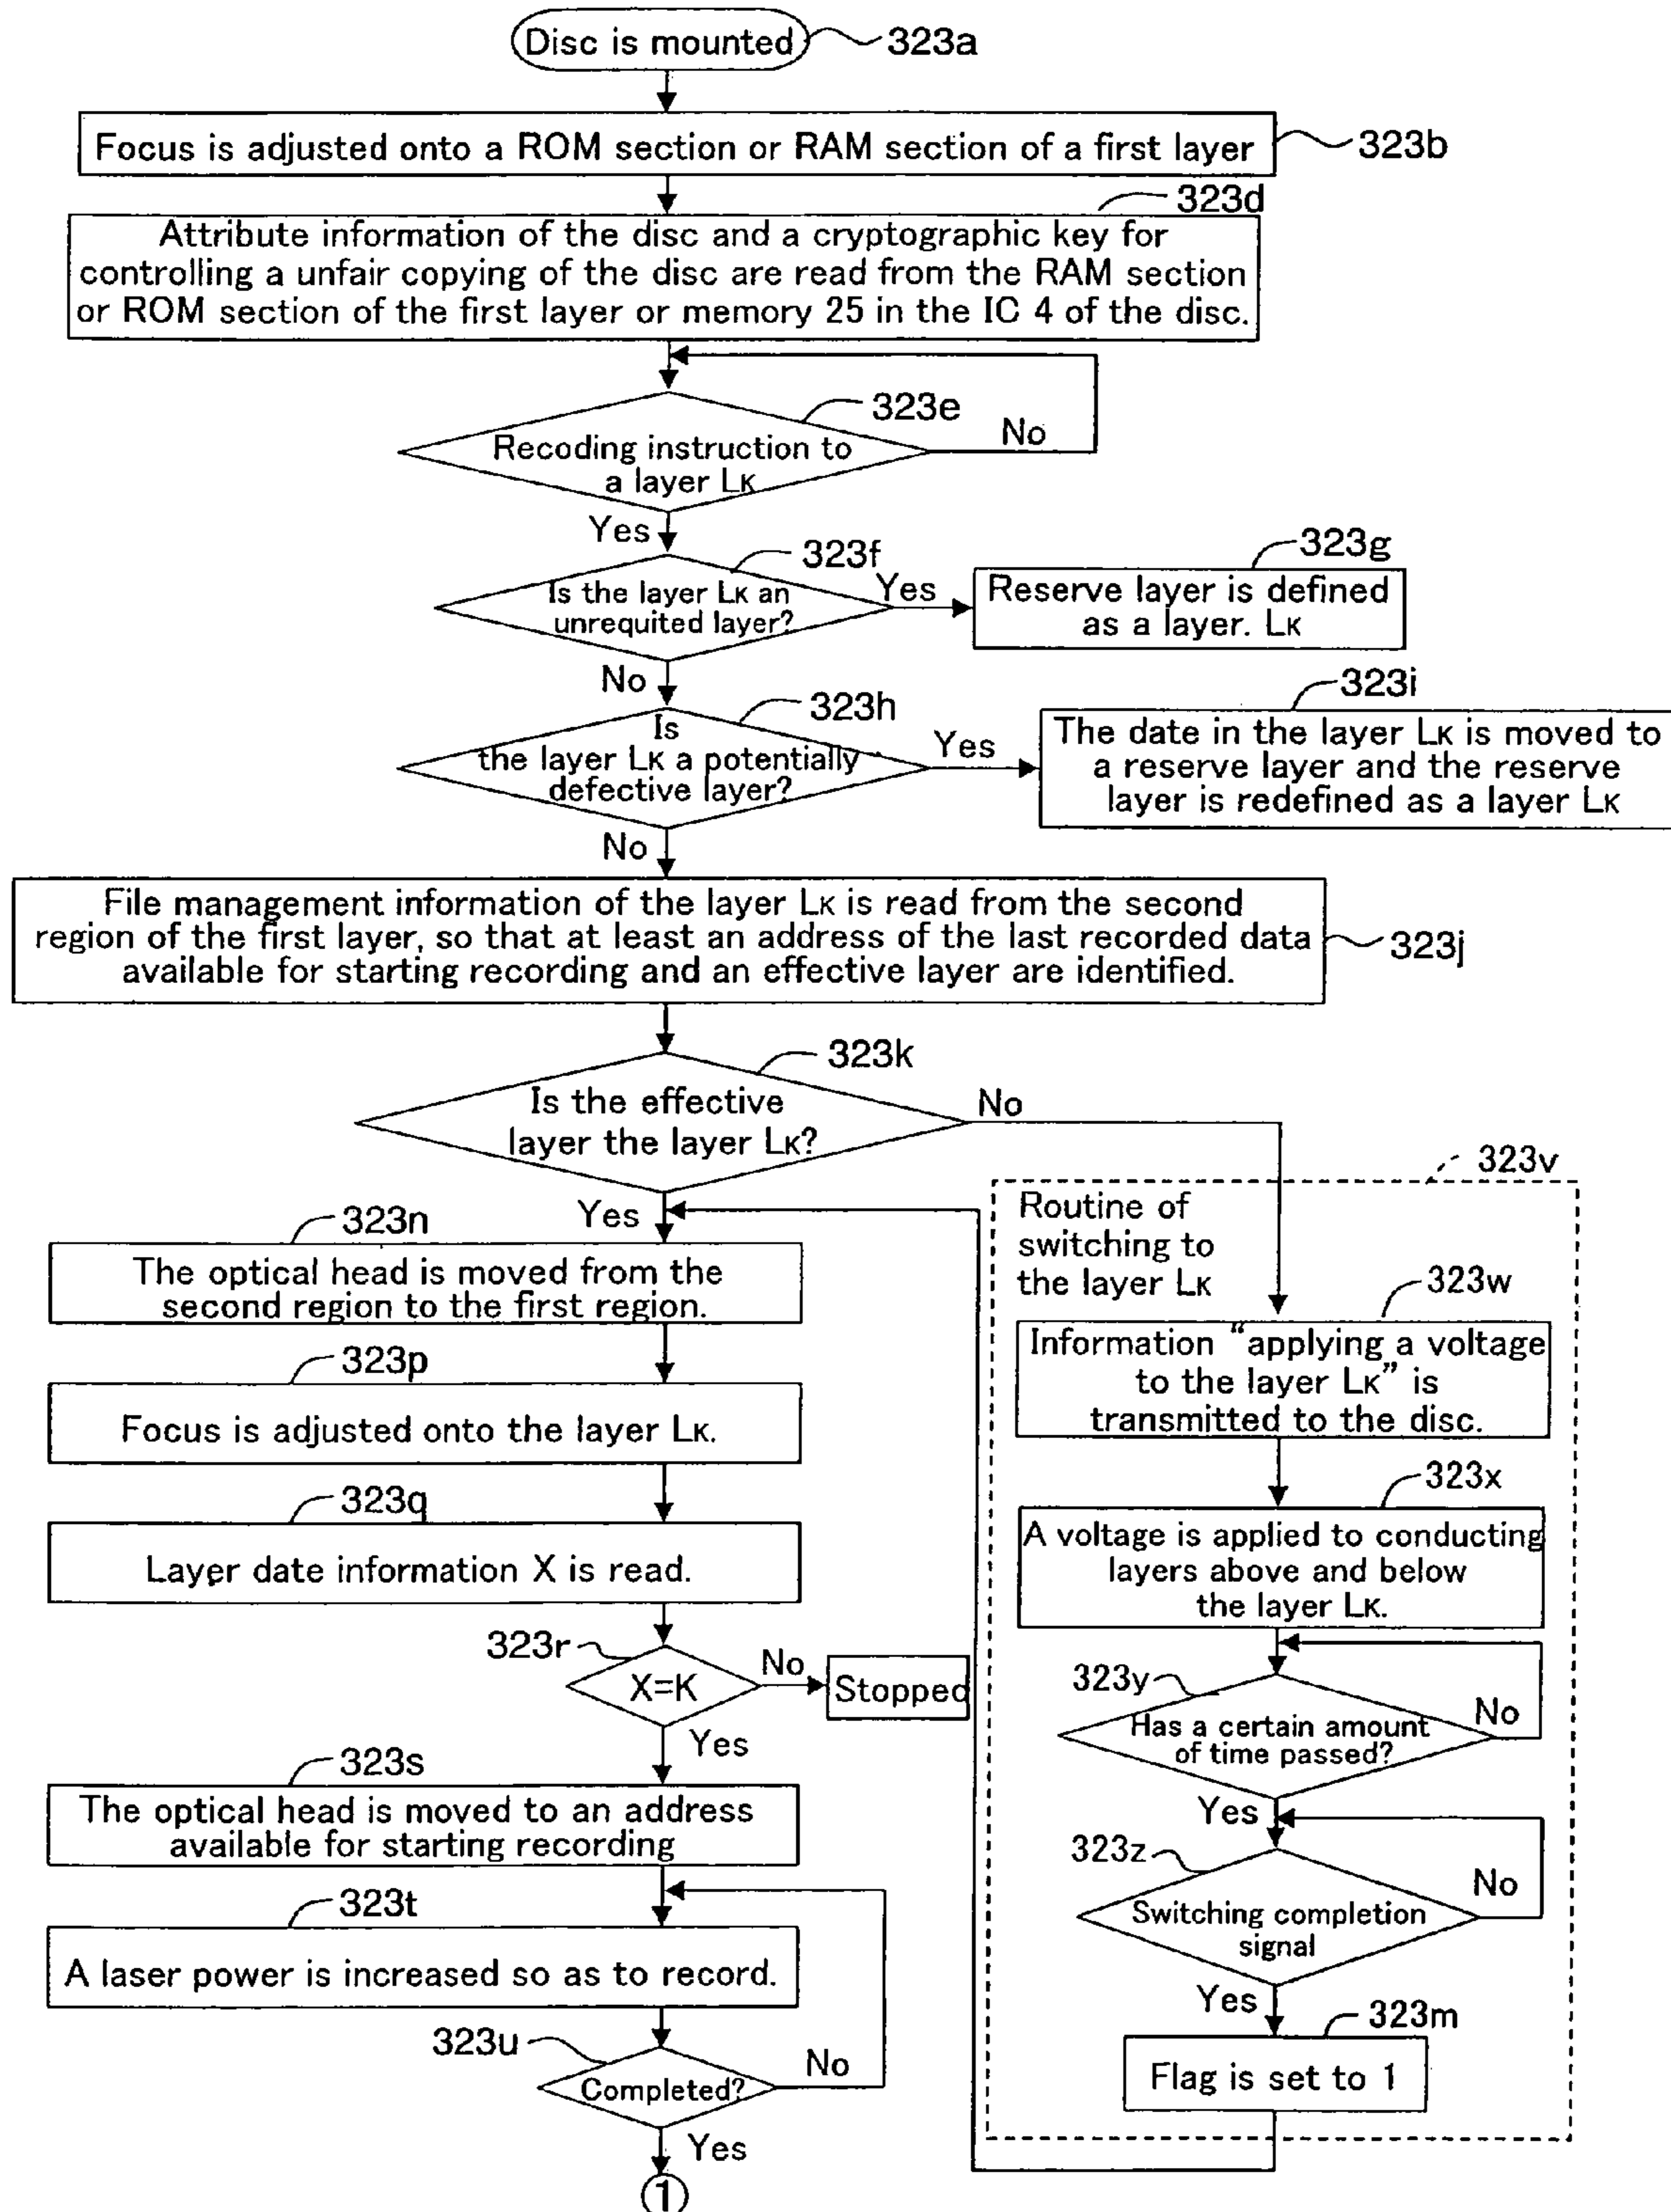 Disc is mounted
323a
Focus is adjusted onto a ROM section or RAM section of a first layer
323b
323d
Attribute information of the disc and a cryptographic key for
controlling a unfair copying of the disc are read from the RAM section
or ROM section of the first layer or memory 25 in the IC 4 of the disc.
323e
Recoding instruction to
a layer LK
No
Yes
323f
Is the layer LK an
unrequited layer?
Yes
323g
Reserve layer is defined
as a layer. LK
No
323h
Is
the layer LK a potentially
defective layer?
Yes
323i
The date in the layer LK is moved to
a reserve layer and the reserve
layer is redefined as a layer LK
No
File management information of the layer LK is read from the second
region of the first layer, so that at least an address of the last recorded data
available for starting recording and an effective layer are identified.
323j
323k
Is the effective
layer the layer LK?
No
Yes
323n
The optical head is moved from the
second region to the first region.
323p
Focus is adjusted onto the layer LK.
323q
Layer date information X is read.
323r
X=K
No
Stopped
Yes
323s
The optical head is moved to an address
available for starting recording
323t
A laser power is increased so as to record.
323u
Completed?
No
Yes
1
323v
Routine of
switching to
the layer LK
323w
Information “applying a voltage
to the layer LK” is
transmitted to the disc.
323x
A voltage is applied to conducting
layers above and below
the layer LK.
323y
Has a certain amount
of time passed?
No
Yes
323z
Switching completion
signal
No
Yes
323m
Flag is set to 1